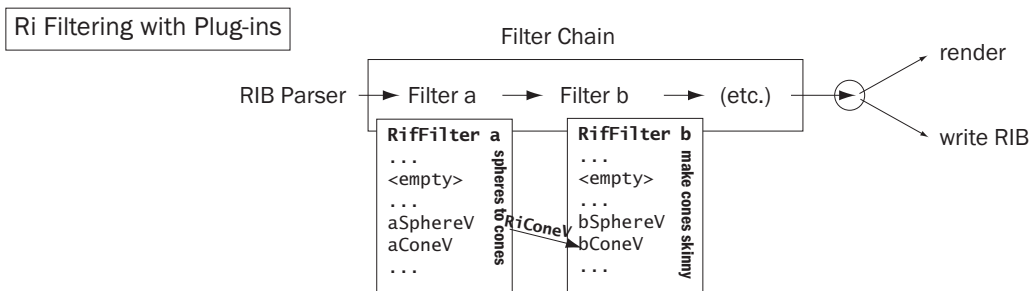 Ri Filtering with Plug-ins
Filter Chain
render
RIB Parser Filter a Filter b (etc.)
write RIB
RifFilter a
...
<empty>
...
aSphereV
aConeV
...
spheres to cones
RiConeV
RifFilter b
...
<empty>
...
bSphereV
bConeV
...
make cones skinny